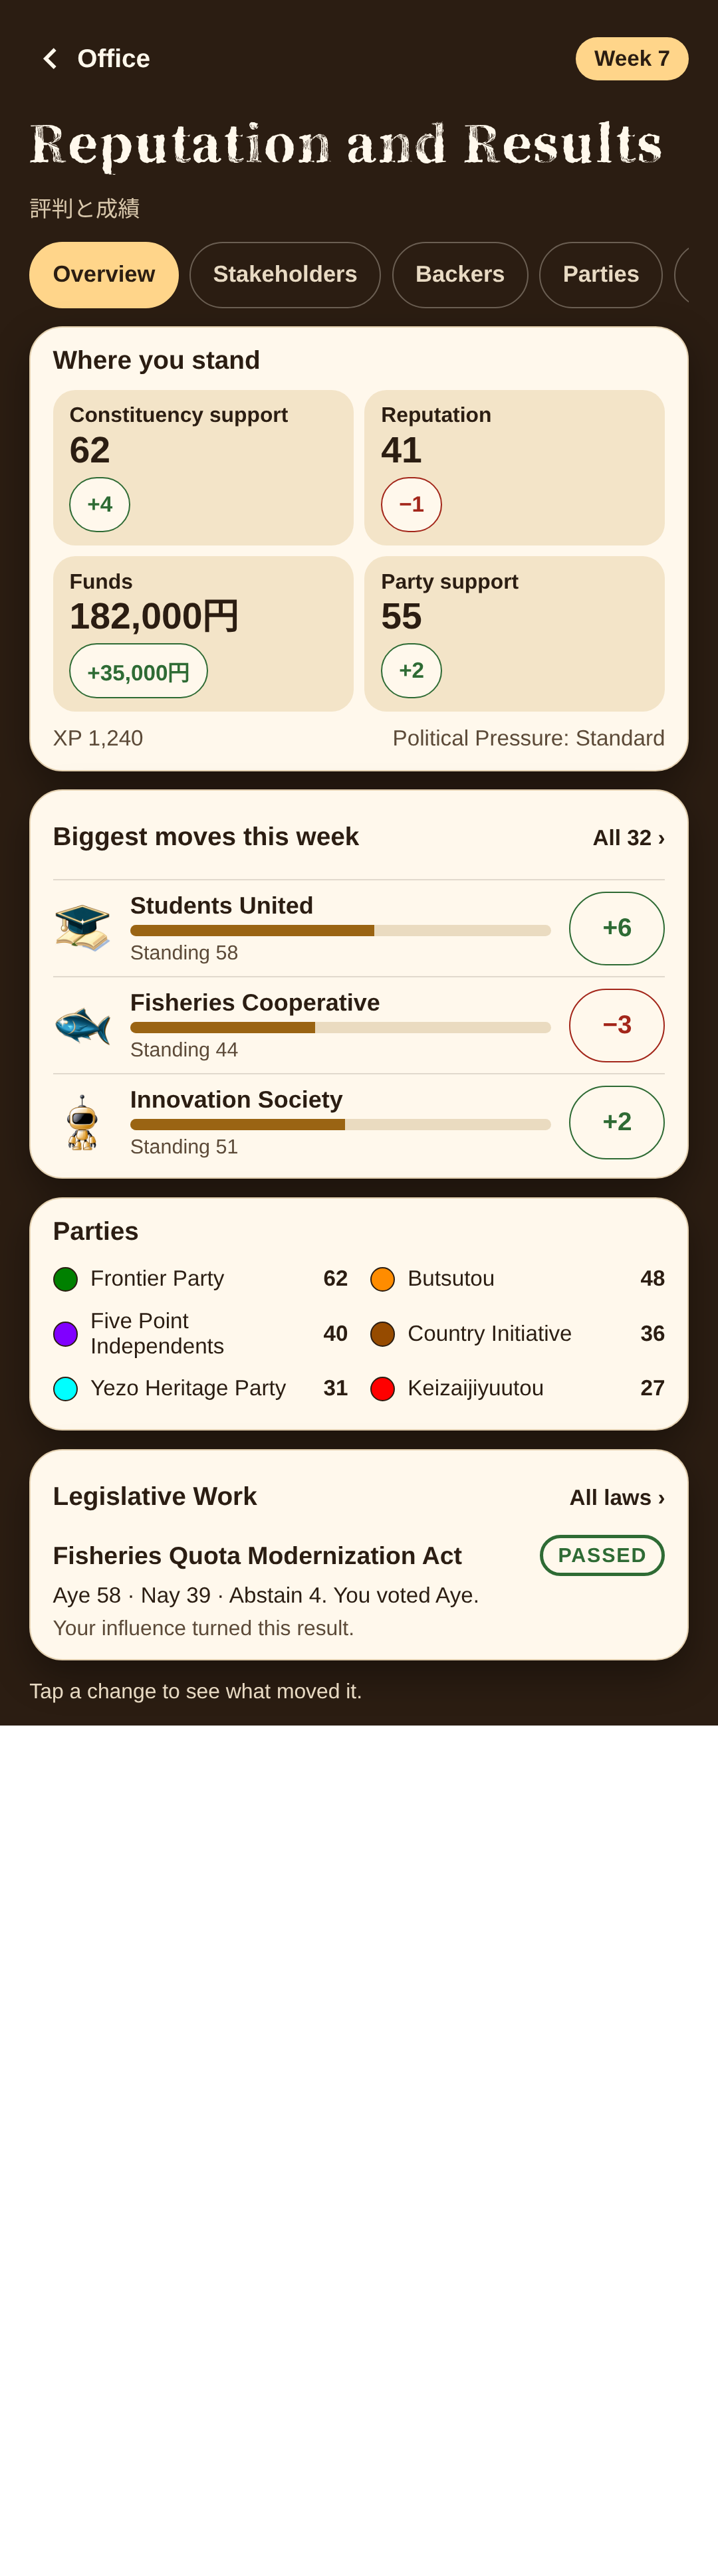 Office
Week 7
Reputation and Results
評判と成績
Overview
Stakeholders
Backers
Parties
Where you stand
Constituency support
62
+4
Reputation
41
−1
Funds
182,000円
+35,000円
Party support
55
+2
XP 1,240
Political Pressure: Standard
Biggest moves this week
All 32 ›
Students United
Standing 58
+6
Fisheries Cooperative
Standing 44
−3
Innovation Society
Standing 51
+2
Parties
Frontier Party 62
Butsutou 48
Five Point
Independents
40
Country Initiative 36
Yezo Heritage Party 31
Keizaijiyuutou 27
Legislative Work
All laws ›
Fisheries Quota Modernization Act
PASSED
Aye 58 · Nay 39 · Abstain 4. You voted Aye.
Your influence turned this result.
Tap a change to see what moved it.